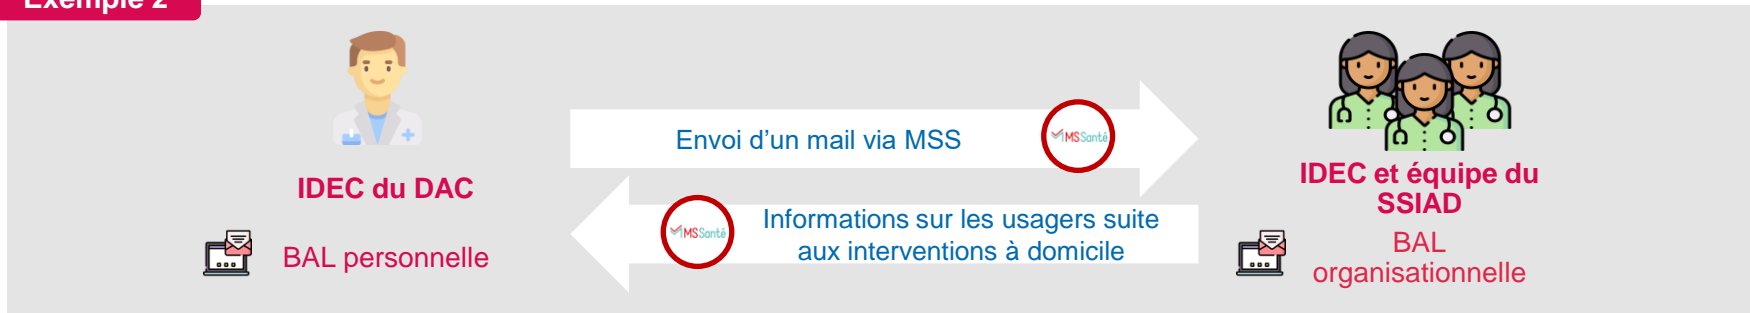 Exemple 2
Envoi d'un mail via MSS
MSSanté
IDEC du DAC
BAL personnelle
MSSanté
Informations sur les usagers suite
aux interventions à domicile
IDEC et équipe du
SSIAD
BAL
organisationnelle